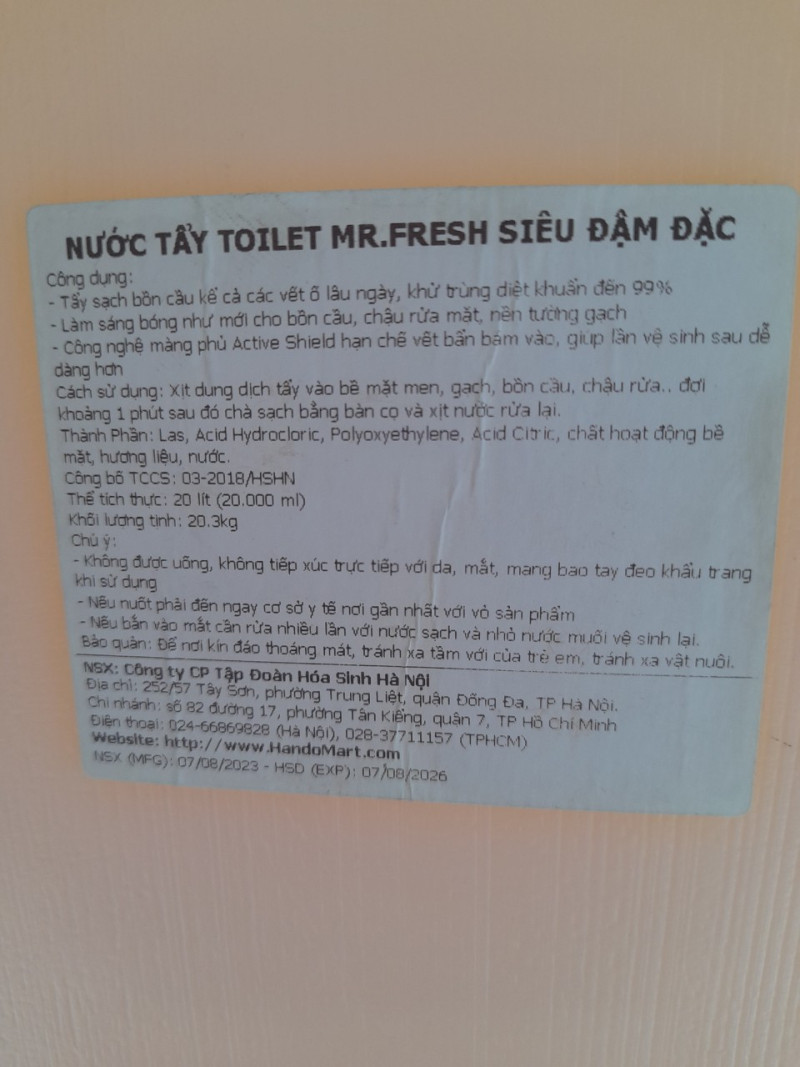 NƯỚC TẨY TOILET MR.FRESH SIÊU ĐẬM ĐẶC
Công dụng:
- Tẩy sạch bồn cầu kể cả các vết ố lâu ngày, khử trùng diệt khuẩn đến 99%
- Làm sáng bóng như mới cho bồn cầu, chậu rửa mặt, nền tường gạch
- Công nghệ màng phủ Active Shield hạn chế vết bẩn bám vào, giúp lần vệ sinh sau dễ
dàng hơn
Cách sử dụng: Xịt dung dịch tẩy vào bề mặt men, gạch, bồn cầu, chậu rửa.. đợi
khoảng 1 phút sau đó chà sạch bằng bàn cọ và xịt nước rửa lại.
Thành Phần: Las, Acid Hydrocloric, Polyoxyethylene, Acid Citric, chất hoạt động bề
mặt, hương liệu, nước.
Công bố TCCS: 03-2018/HSHN
Thể tích thực: 20 lít (20.000 ml)
Khối lượng tịnh: 20.3kg
Chú ý:
- Không được uống, không tiếp xúc trực tiếp với da, mắt, mang bao tay đeo khẩu trang
khi sử dụng
- Nếu nuốt phải đến ngay cơ sở y tế nơi gần nhất với vỏ sản phẩm
- Nếu bắn vào mắt cần rửa nhiều lần với nước sạch và nhỏ nước muối vệ sinh lại.
Bảo quản: Để nơi kín đáo thoáng mát, tránh xa tầm với của trẻ em, tránh xa vật nuôi.
NSX: Công ty CP Tập Đoàn Hóa Sinh Hà Nội
Địa chỉ: 252/57 Tây Sơn, phường Trung Liệt, quận Đống Đa, TP Hà Nội.
Chi nhánh: số 82 đường 17, phường Tân Kiểng, quận 7, TP Hồ Chí Minh
Điện thoại: 024-66869828 (Hà Nội), 028-37711157 (TPHCM)
Website: http://www.HandoMart.com
NSX (MFG): 07/08/2023 - HSD (EXP): 07/08/2026